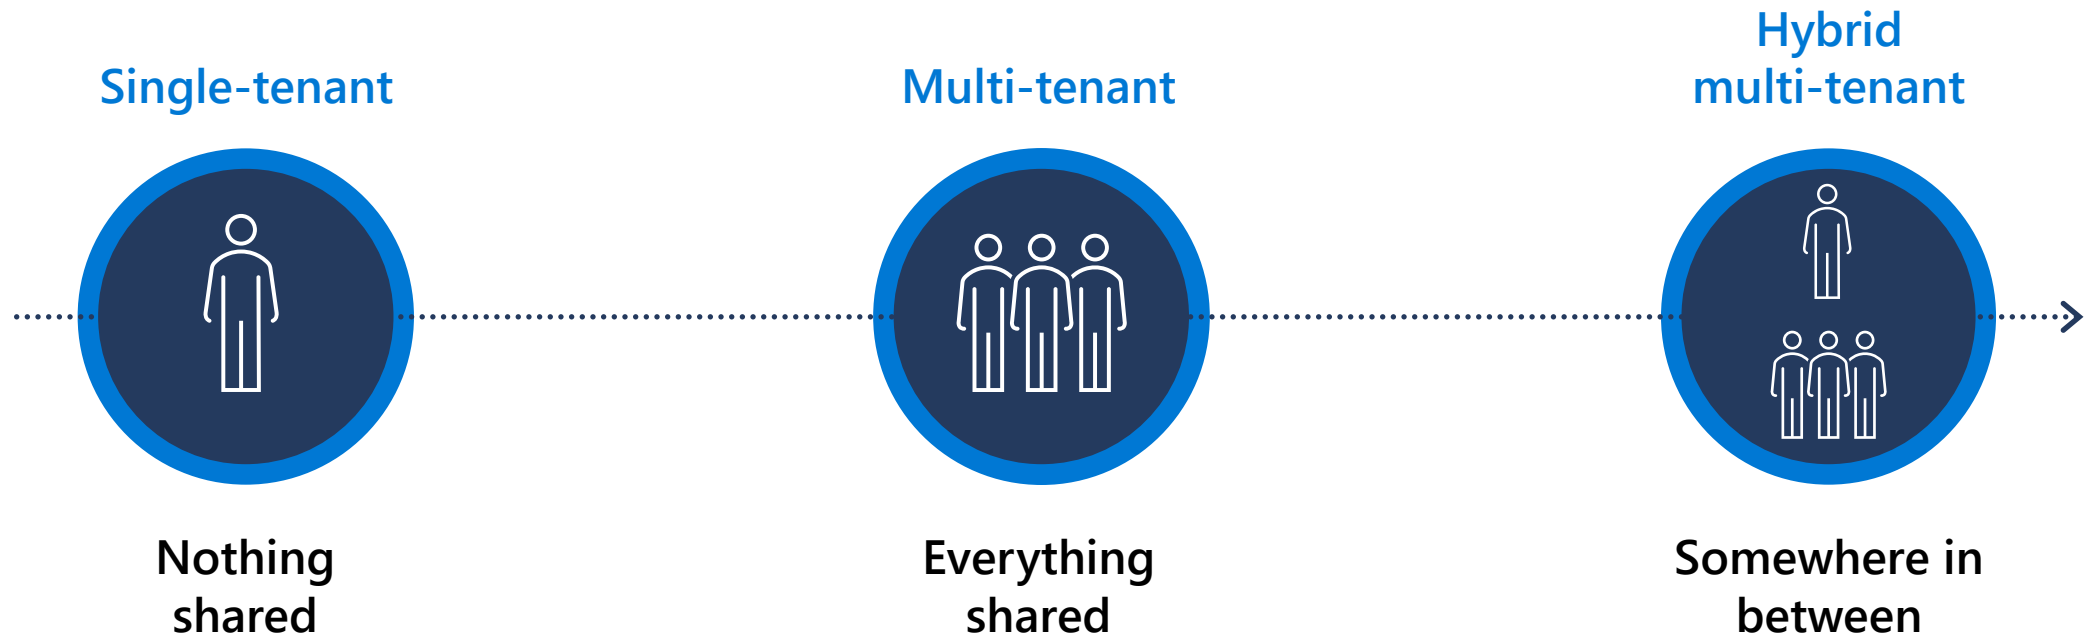 Single-tenant
Multi-tenant
Hybrid
multi-tenant
Nothing
shared
Everything
shared
Somewhere in
between